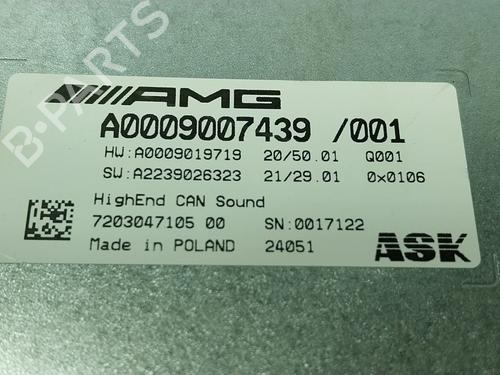 AMG
A0009007439 /001
HW:A0009019719 20/50.01 Q001
SW:A2239026323 21/29.01 0x0106
HighEnd CAN Sound
7203047105 00 SN:0017122
Made in POLAND 24051
ASK
B-PARTS